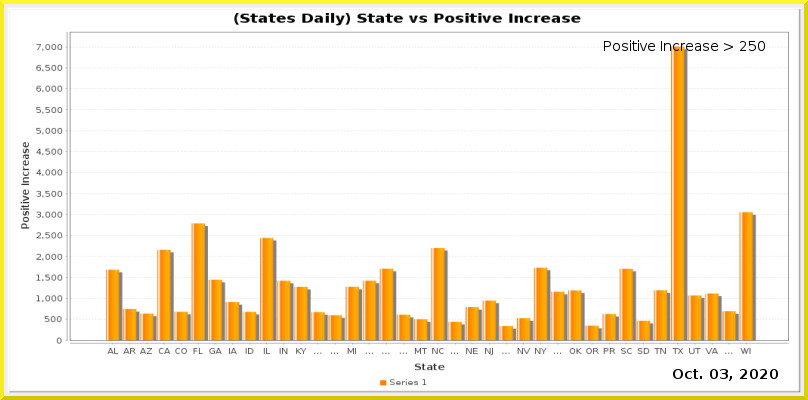 (States Daily) State vs Positive Increase
Positive Increase > 250
7,000
6,500
6,000
5,500
5,000
4,500
4,000
3,500
3,000
2,500
2,000
1,500
1,000
500
0
Positive Increase
AL AR AZ CA CO FL GA IA ID IL IN KY ... ... MI ... ... ... MT NC ... NE NJ ... NV NY ... OK OR PR SC SD TN TX UT VA ... WI
State
Oct. 03, 2020
Series 1